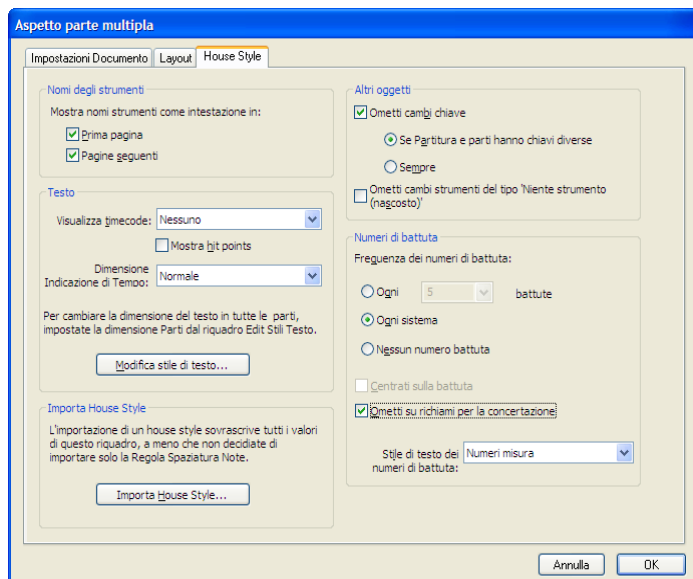 Aspetto parte multipla
Impostazioni Documento Layout House Style
Nomi degli strumenti
Mostra nomi strumenti come intestazione in:
Prima pagina
Pagine seguenti
Testo
Visualizza timecode: Nessuno
Mostra hit points
Dimensione
Indicazione di Tempo: Normale
Per cambiare la dimensione del testo in tutte le parti,
impostate la dimensione Parti dal riquadro Edit Stili Testo.
Modifica stile di testo...
Importa House Style
L'importazione di un house style sovrascrive tutti i valori
di questo riquadro, a meno che non decidiate di
importare solo la Regola Spaziatura Note.
Importa House Style...
Altri oggetti
Ometti cambi chiave
Se Partitura e parti hanno chiavi diverse
Sempre
Ometti cambi strumenti del tipo 'Niente strumento
(nascosto)'
Numeri di battuta
Frequenza dei numeri di battuta:
Ogni 5 battute
Ogni sistema
Nessun numero battuta
Centrati sulla battuta
Ometti su richiami per la concertazione
Stile di testo dei
numeri di battuta: Numeri misura
Annulla OK